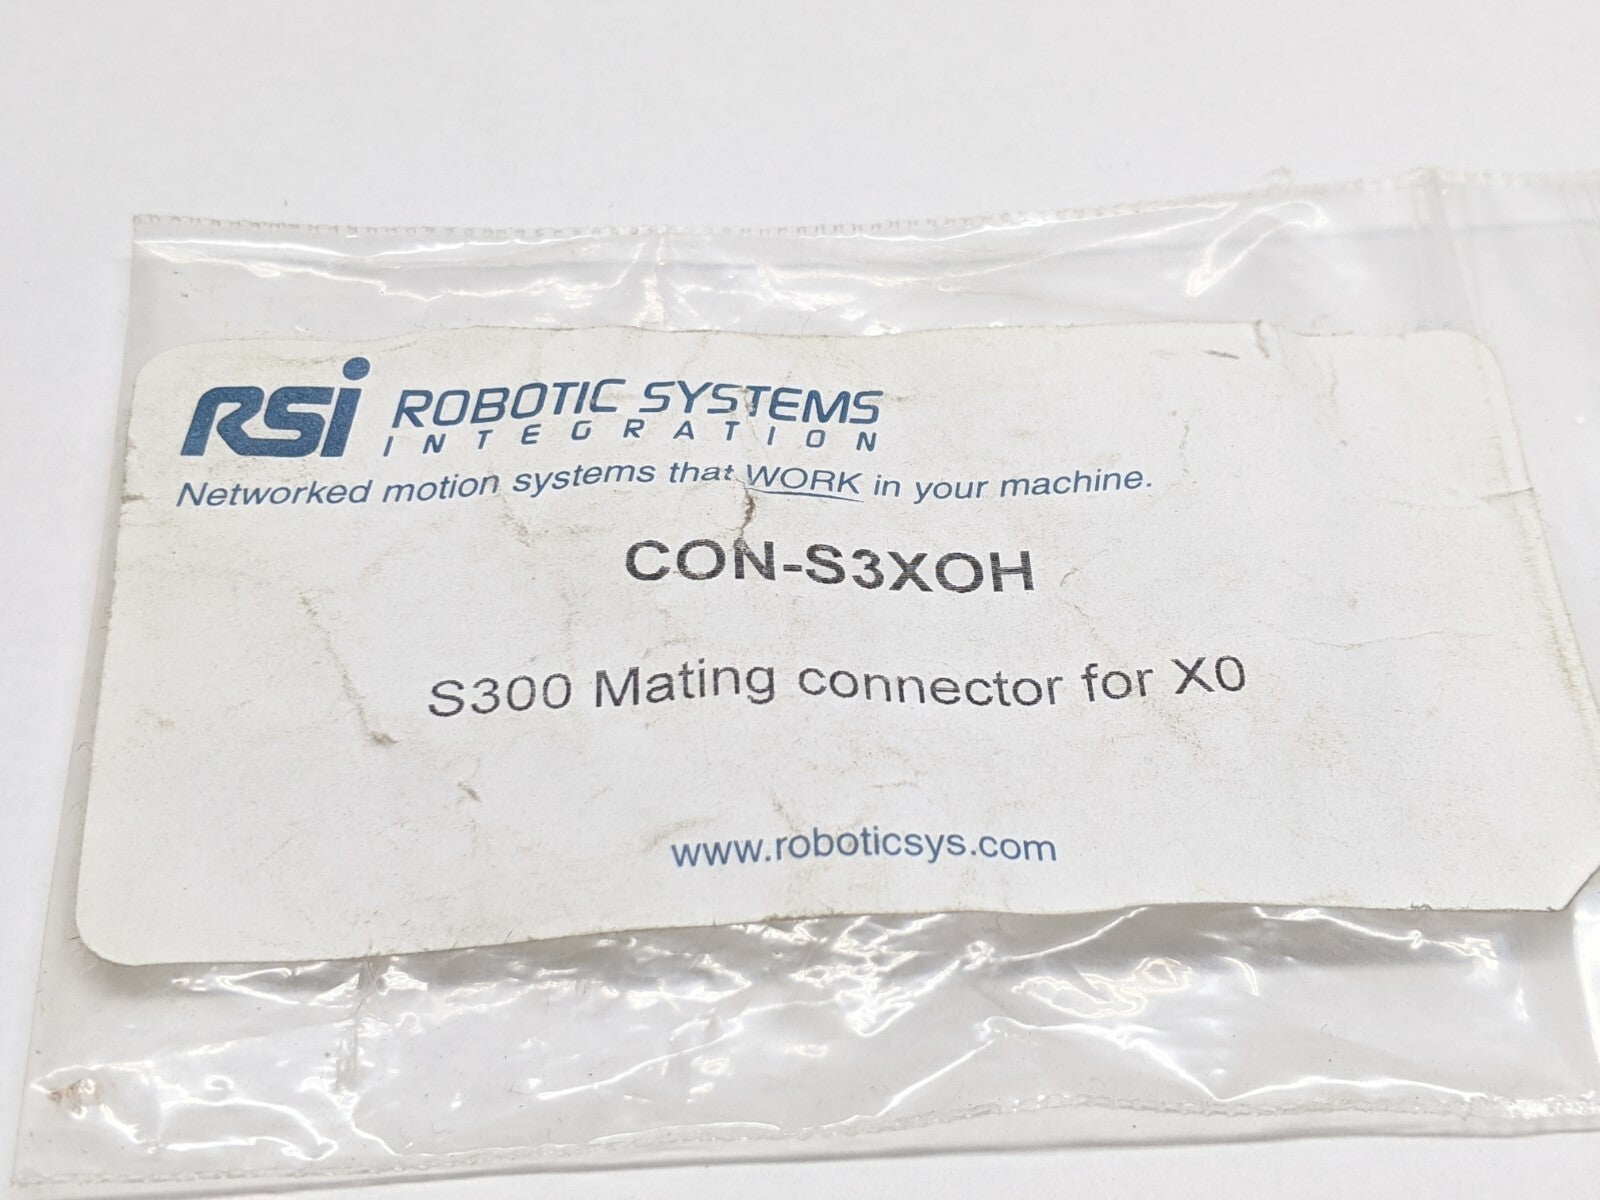 RSi ROBOTIC SYSTEMS
INTEGRATION
Networked motion systems that WORK in your machine.
CON-S3XOH
S300 Mating connector for X0
www.roboticsys.com